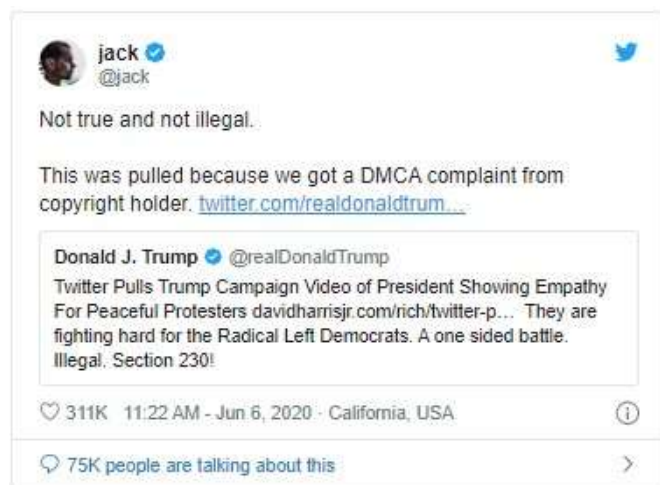 jack
@jack
Not true and not illegal.
This was pulled because we got a DMCA complaint from
copyright holder. twitter.com/realdonaldtrum…
Donald J. Trump @realDonaldTrump
Twitter Pulls Trump Campaign Video of President Showing Empathy
For Peaceful Protesters davidharrisjr.com/rich/twitter-p… They are
fighting hard for the Radical Left Democrats. A one sided battle.
Illegal. Section 230!
311K 11:22 AM - Jun 6, 2020 · California, USA
75K people are talking about this